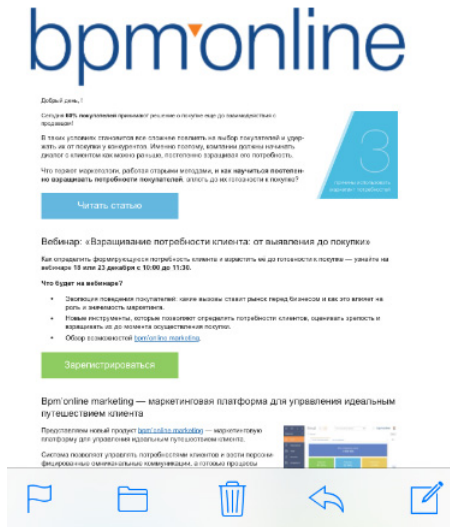 bpm'online
Добрый день, !
Сегодня 60% покупателей принимают решение о покупке еще до взаимодействия с
продавцом!
В таких условиях становится все сложнее повлиять на выбор покупателей и удер-
жать их от покупки у конкурентов. Именно поэтому, компании должны начинать
диалог с клиентом как можно раньше, постепенно взращивая его потребность.
3
Что теряют маркетологи, работая старыми методами, и как научиться постепен-
но взращивать потребности покупателей, вплоть до их готовности к покупке?
Читать статью
Вебинар: «Взращивание потребности клиента: от выявления до покупки»
Как определить формирующуюся потребность клиента и взрастить её до готовности к покупке — узнайте на
вебинаре 18 или 23 декабря с 10:00 до 11:30.
Что будет на вебинаре?
• Эволюция поведения покупателей: какие вызовы ставит рынок перед бизнесом и как это влияет на
роль и значимость маркетинга.
• Новые инструменты, которые позволяют определять потребности клиентов, оценивать зрелость и
взращивать их до момента осуществления покупки.
• Обзор возможностей bpm'online marketing.
Зарегистрироваться
Bpm'online marketing — маркетинговая платформа для управления идеальным
путешествием клиента
Представляем новый продукт bpm'online marketing — маркетинговую
платформу для управления идеальным путешествием клиента.
Система позволяет управлять потребностями клиентов и вести персони-
фицированные омниканальные коммуникации, а готовые процессы